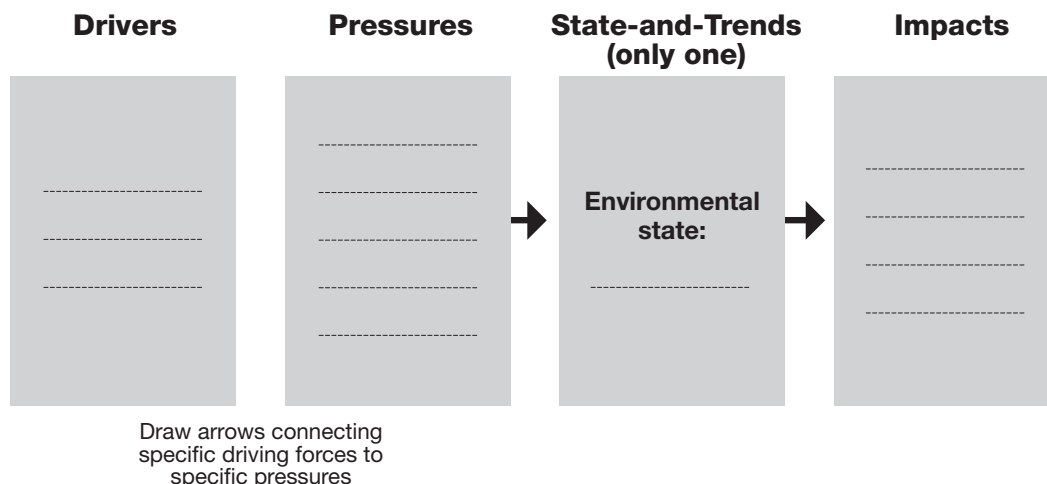 Drivers
Pressures
State-and-Trends
(only one)
Impacts
Environmental
state:
Draw arrows connecting
specific driving forces to
specific pressures